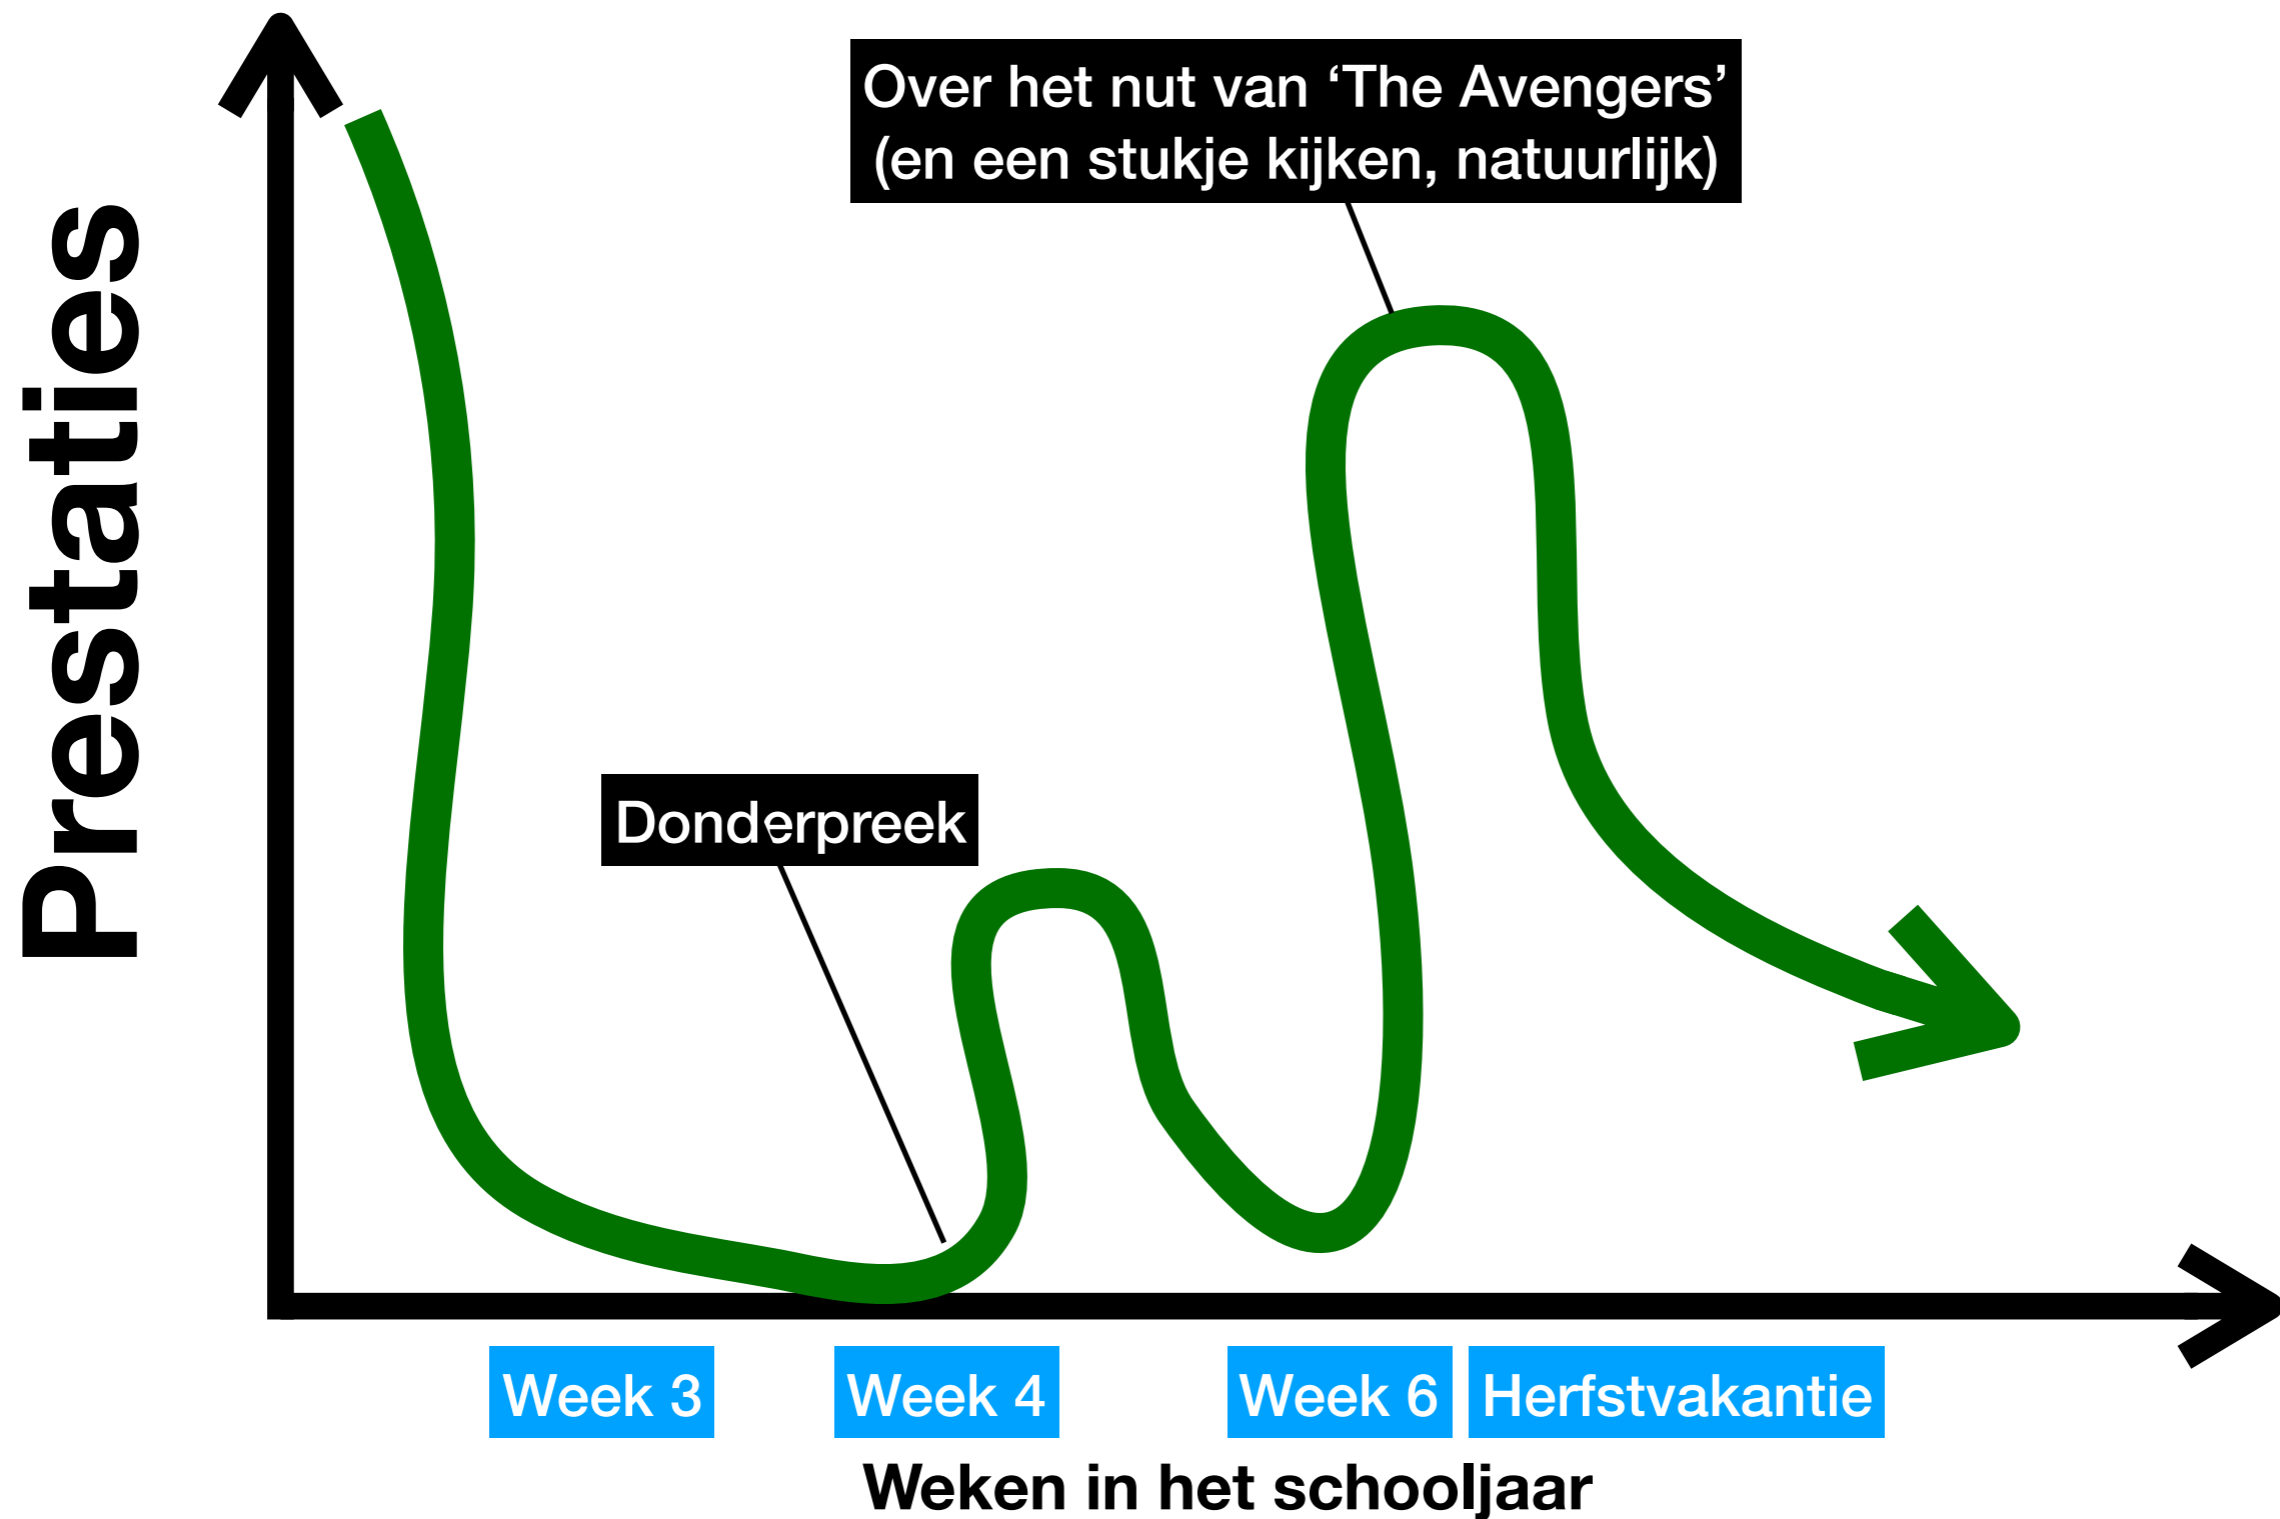 Over het nut van ‘The Avengers’
(en een stukje kijken, natuurlijk)
Prestaties
Donderpreek
Week 3
Week 4
Week 6
Herfstvakantie
Weken in het schooljaar